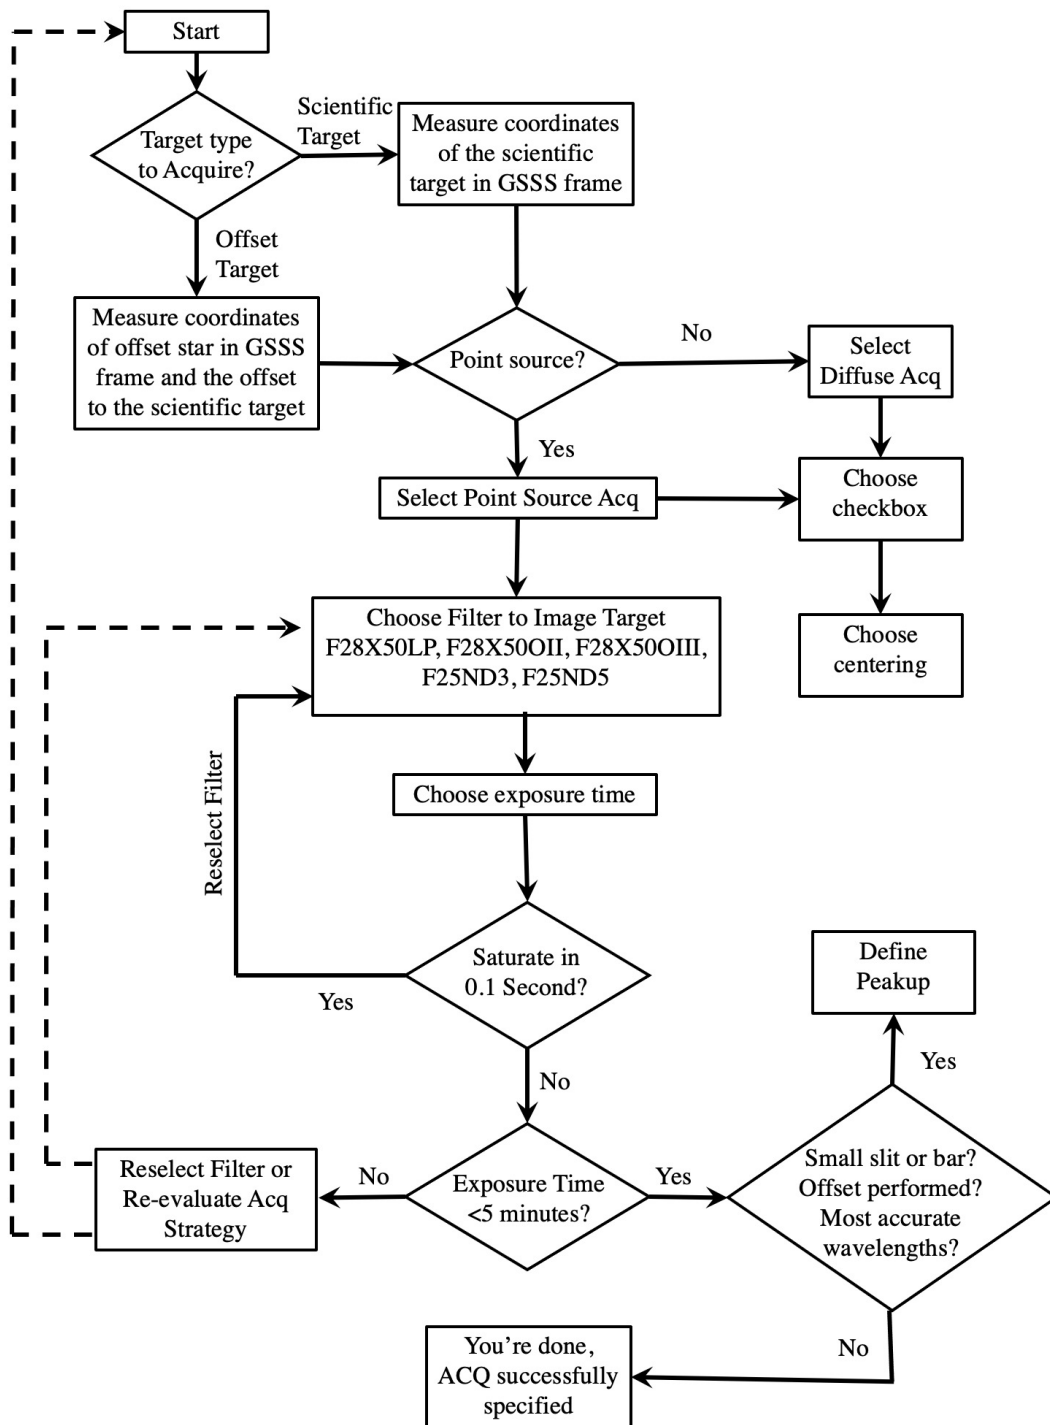 Start
Target type
to Acquire?
Scientific
Target
Measure coordinates
of the scientific
target in GSSS frame
Offset
Target
Measure coordinates
of offset star in GSSS
frame and the offset
to the scientific target
Point source?
No
Select
Diffuse Acq
Yes
Select Point Source Acq
Choose
checkbox
Choose
centering
Choose Filter to Image Target
F28X50LP, F28X50OII, F28X50OIII,
F25ND3, F25ND5
Reselect Filter
Choose exposure time
Saturate in
0.1 Second?
Yes
No
Define
Peakup
Yes
Reselect Filter or
Re-evaluate Acq
Strategy
No
Exposure Time
<5 minutes?
Yes
Small slit or bar?
Offset performed?
Most accurate
wavelengths?
No
You’re done,
ACQ successfully
specified